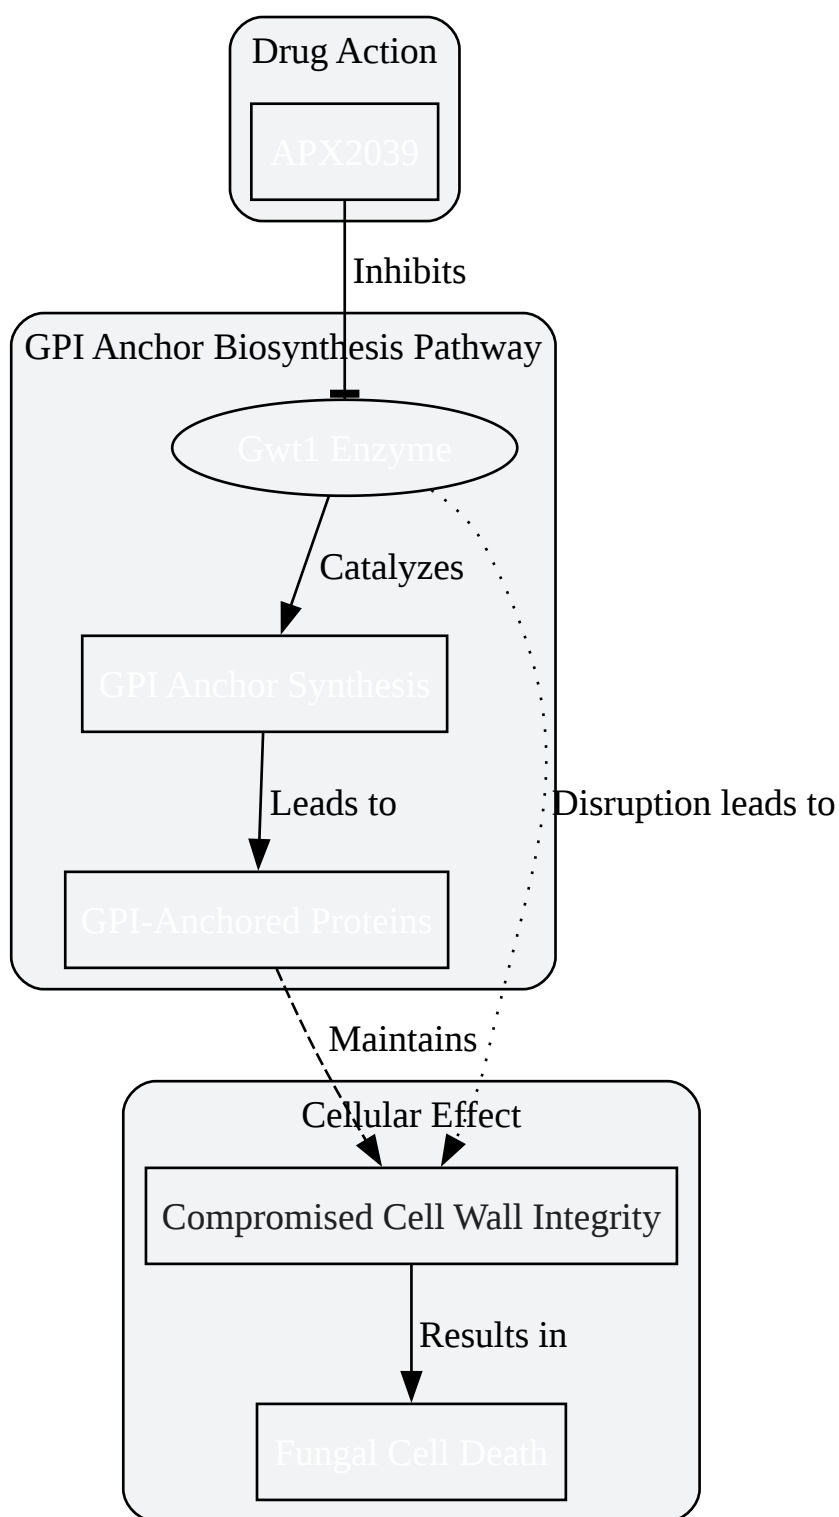 Drug Action
APX2039
Inhibits
GPI Anchor Biosynthesis Pathway
Gwt1 Enzyme
Catalyzes
GPI Anchor Synthesis
Leads to
Disruption leads to
GPI-Anchored Proteins
Maintains
Cellular Effect
Compromised Cell Wall Integrity
Results in
Fungal Cell Death